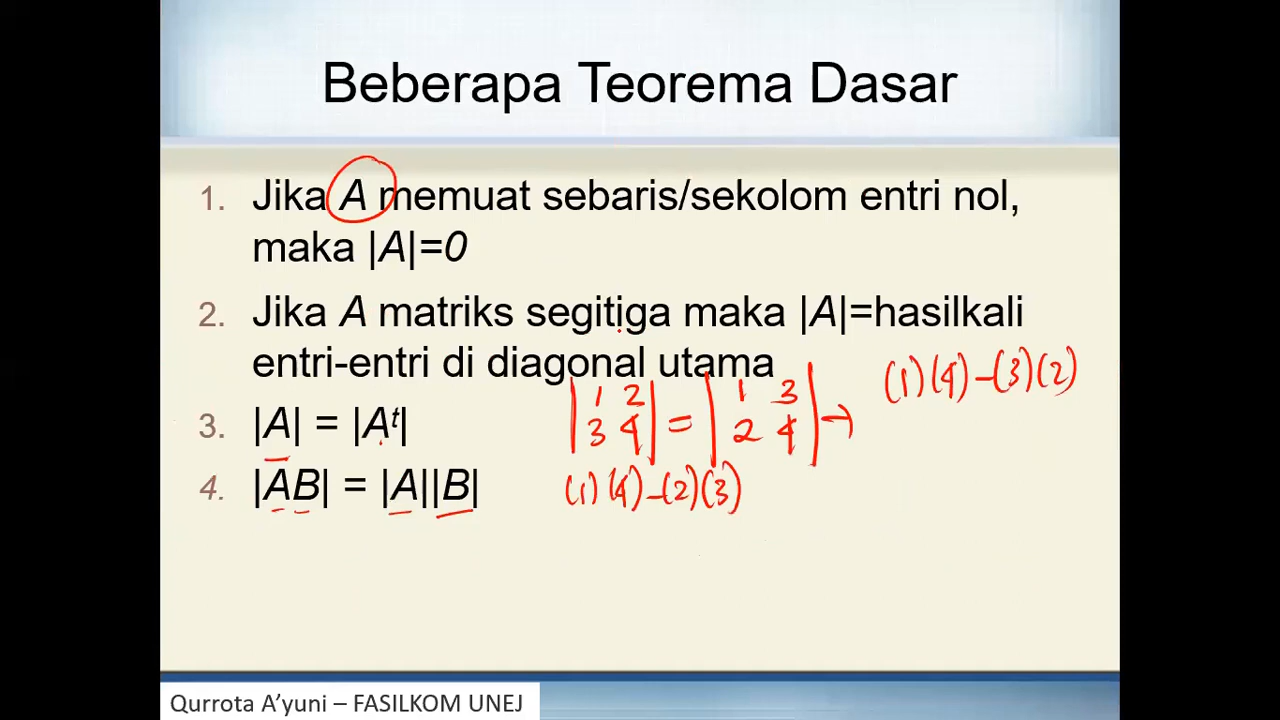 Beberapa Teorema Dasar
1. Jika A memuat sebaris/sekolom entri nol,
maka |A|=0
2. Jika A matriks segitiga maka |A|=hasilkali
entri-entri di diagonal utama
(1)(4)-(3)(2)
3. |A| = |Aᵗ|
|1 2| = |1 3| →
|3 4| |2 4|
4. |AB| = |A||B|
(1)(4)-(2)(3)
Qurrota A’yuni – FASILKOM UNEJ